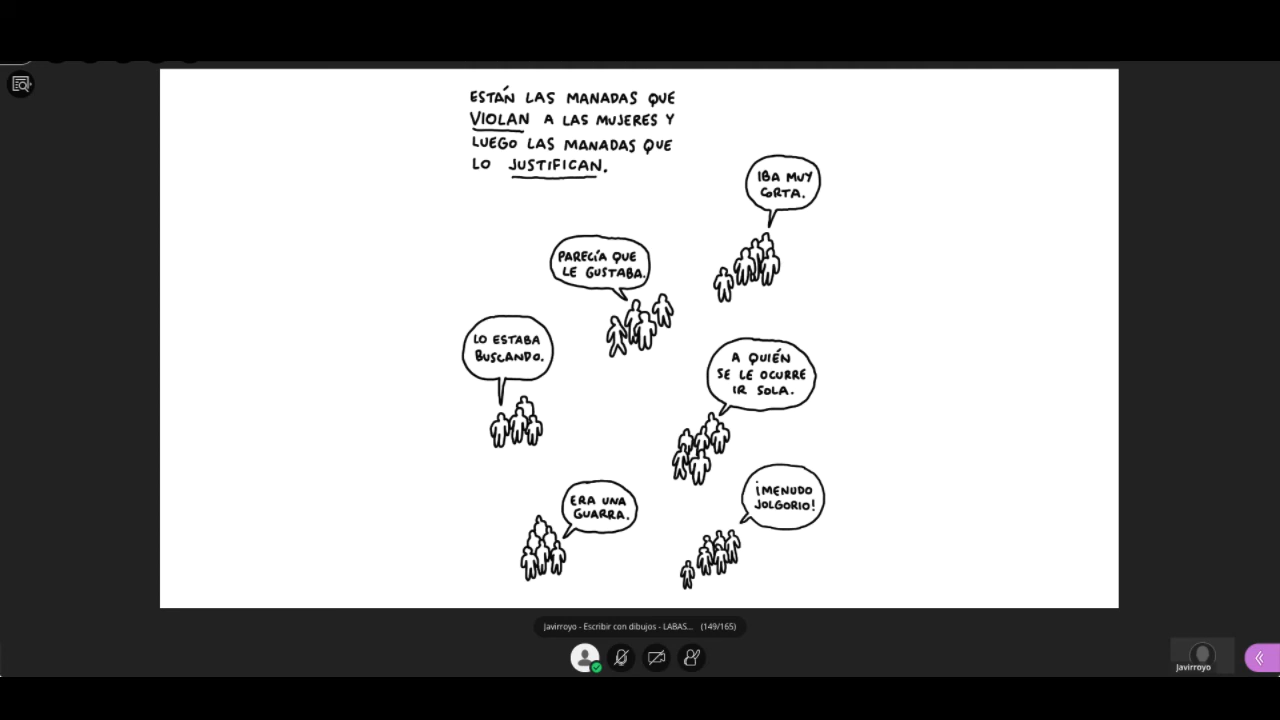 ESTÁN LAS MANADAS QUE
VIOLAN A LAS MUJERES Y
LUEGO LAS MANADAS QUE
LO JUSTIFICAN.
IBA MUY
CORTA.
PARECÍA QUE
LE GUSTABA.
LO ESTABA
BUSCANDO.
A QUIÉN
SE LE OCURRE
IR SOLA.
ERA UNA
GUARRA.
¡MENUDO
JOLGORIO!
Javirroyo - Escribir con dibujos - LABAS... (149/165)
Javirroyo